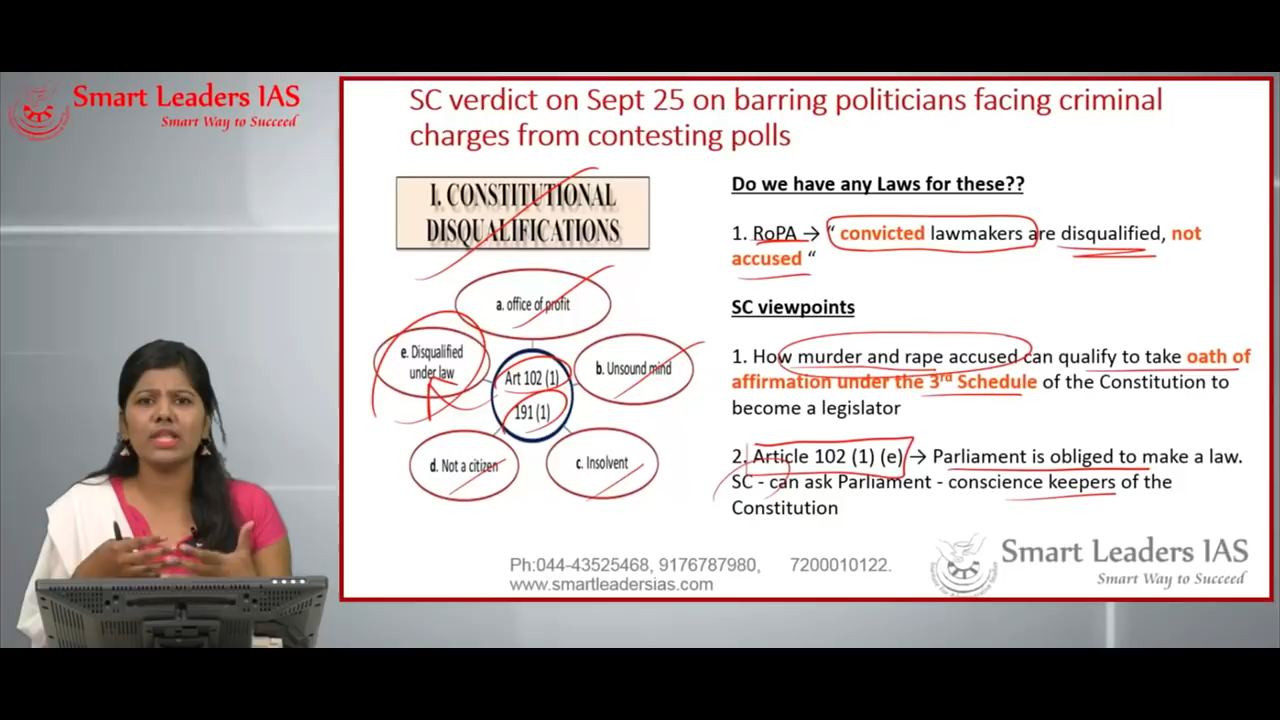 Smart Leaders IAS
Smart Way to Succeed
SC verdict on Sept 25 on barring politicians facing criminal
charges from contesting polls
I. CONSTITUTIONAL
DISQUALIFICATIONS
a. office of profit
e. Disqualified
under law
b. Unsound mind
Art 102 (1)
191 (1)
d. Not a citizen
c. Insolvent
Do we have any Laws for these??
1. RoPA → “ convicted lawmakers are disqualified, not
accused “
SC viewpoints
1. How murder and rape accused can qualify to take oath of
affirmation under the 3rd Schedule of the Constitution to
become a legislator
2. Article 102 (1) (e) → Parliament is obliged to make a law.
SC - can ask Parliament - conscience keepers of the
Constitution
Ph:044-43525468, 9176787980, 7200010122.
www.smartleadersias.com
Smart Leaders IAS
Smart Way to Succeed